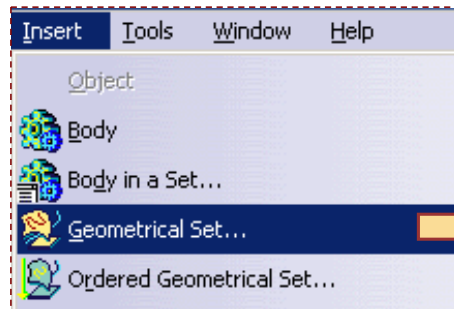 Insert Tools Window Help
Object
Body
Body in a Set...
Geometrical Set...
Ordered Geometrical Set...